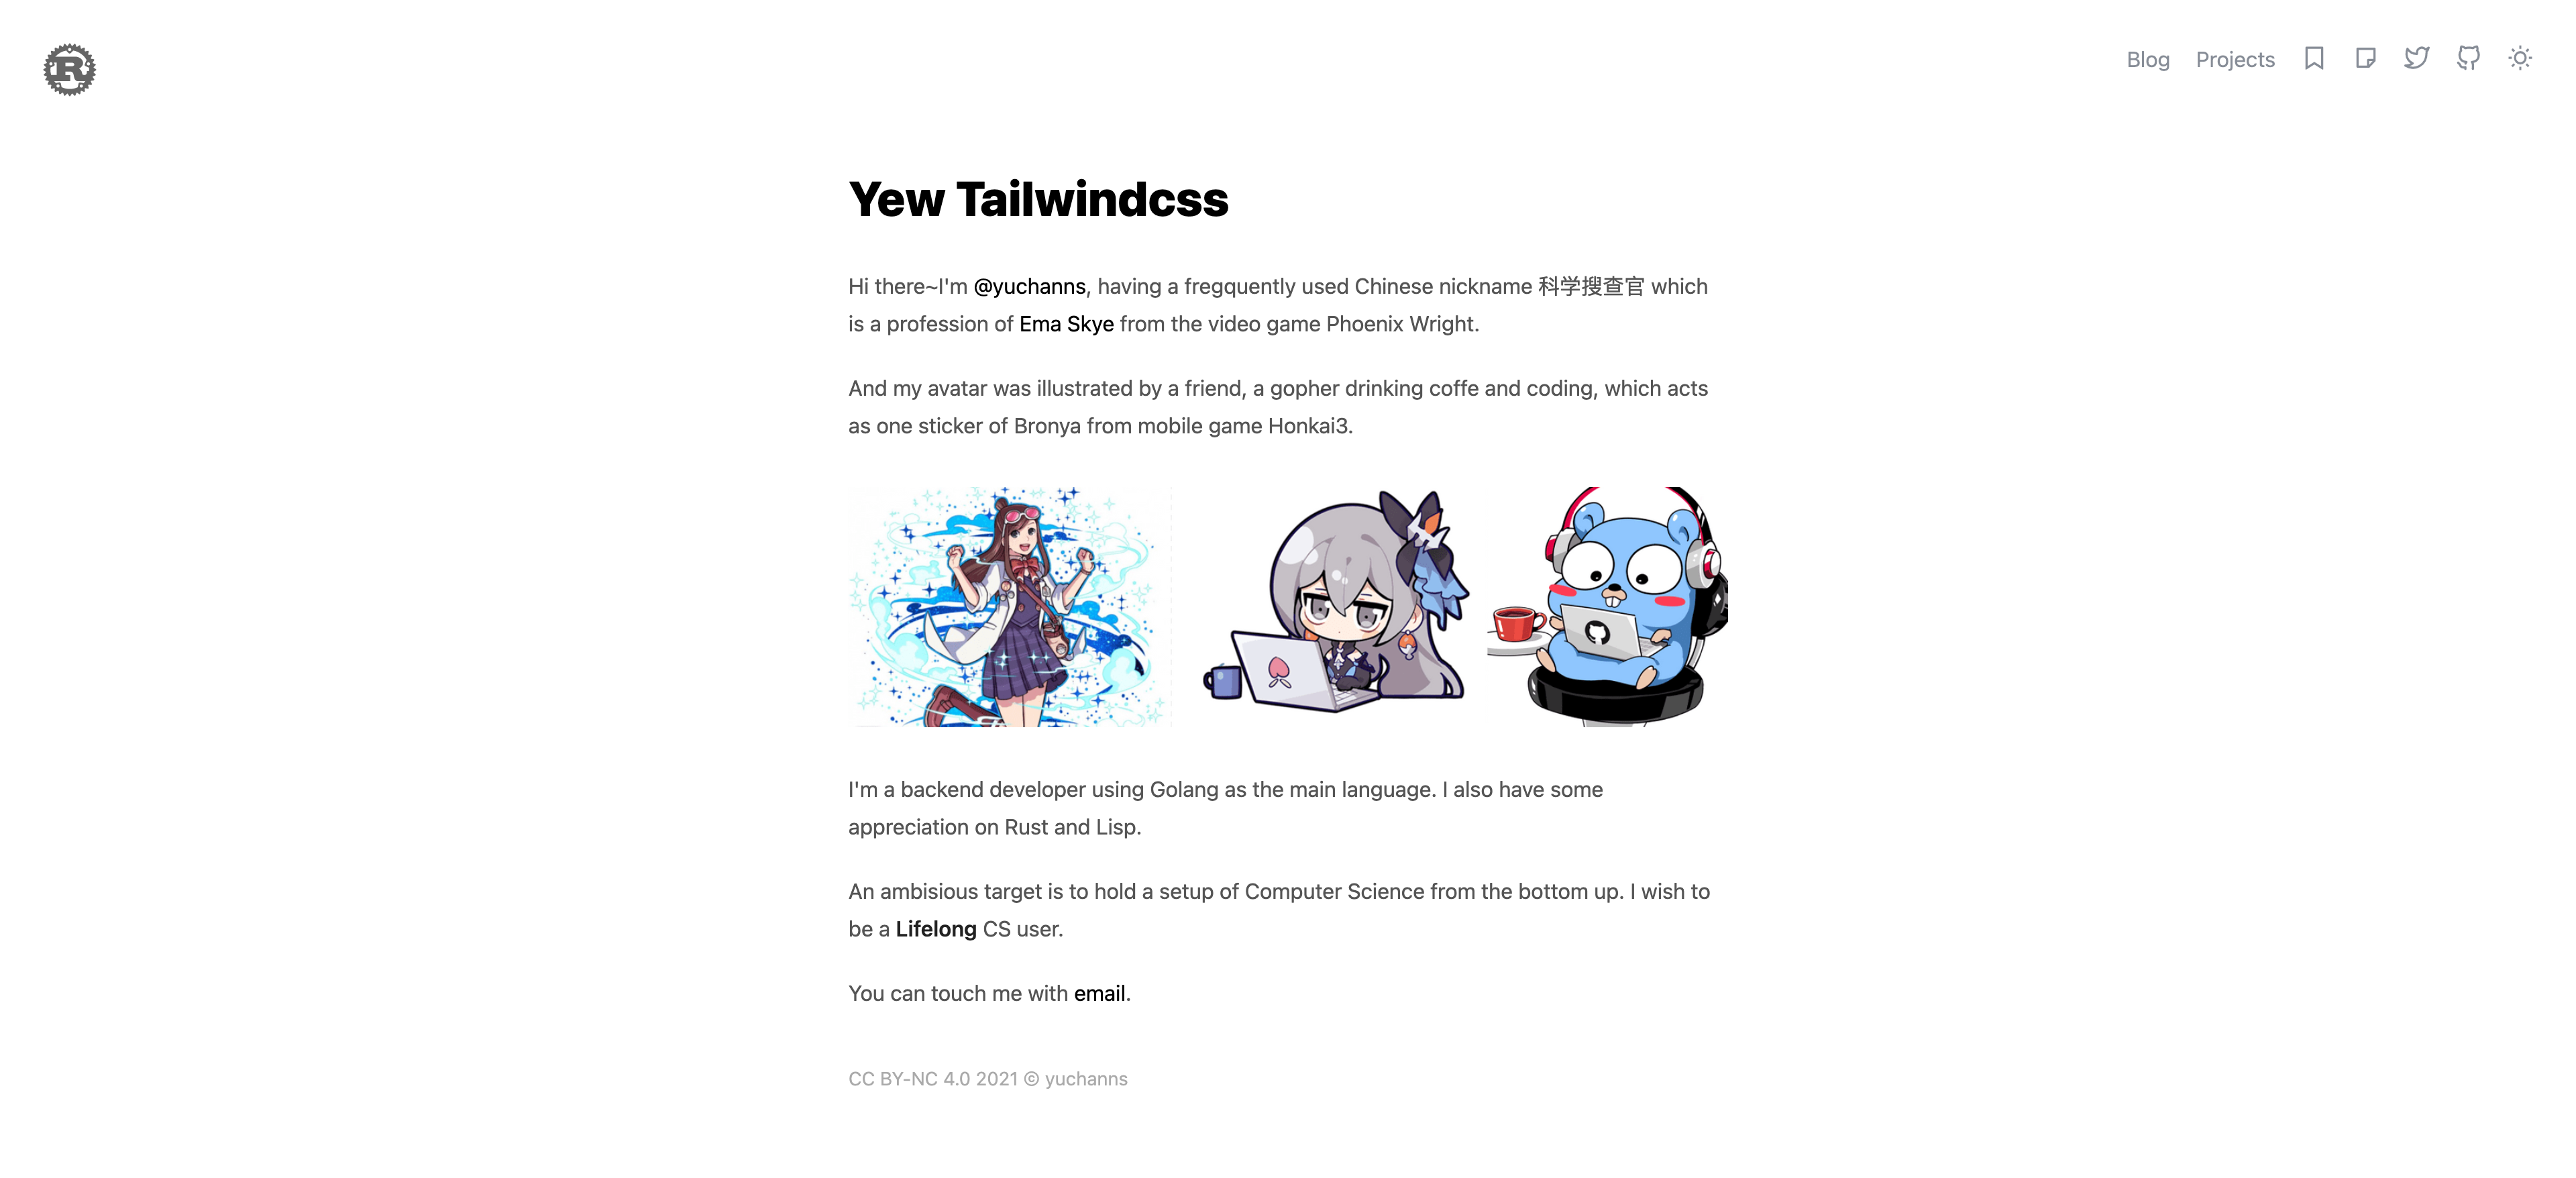 R
Blog Projects
Yew Tailwindcss
Hi there~I'm @yuchanns, having a fregquently used Chinese nickname 科学搜查官 which
is a profession of Ema Skye from the video game Phoenix Wright.
And my avatar was illustrated by a friend, a gopher drinking coffe and coding, which acts
as one sticker of Bronya from mobile game Honkai3.
I'm a backend developer using Golang as the main language. I also have some
appreciation on Rust and Lisp.
An ambisious target is to hold a setup of Computer Science from the bottom up. I wish to
be a Lifelong CS user.
You can touch me with email.
CC BY-NC 4.0 2021 © yuchanns